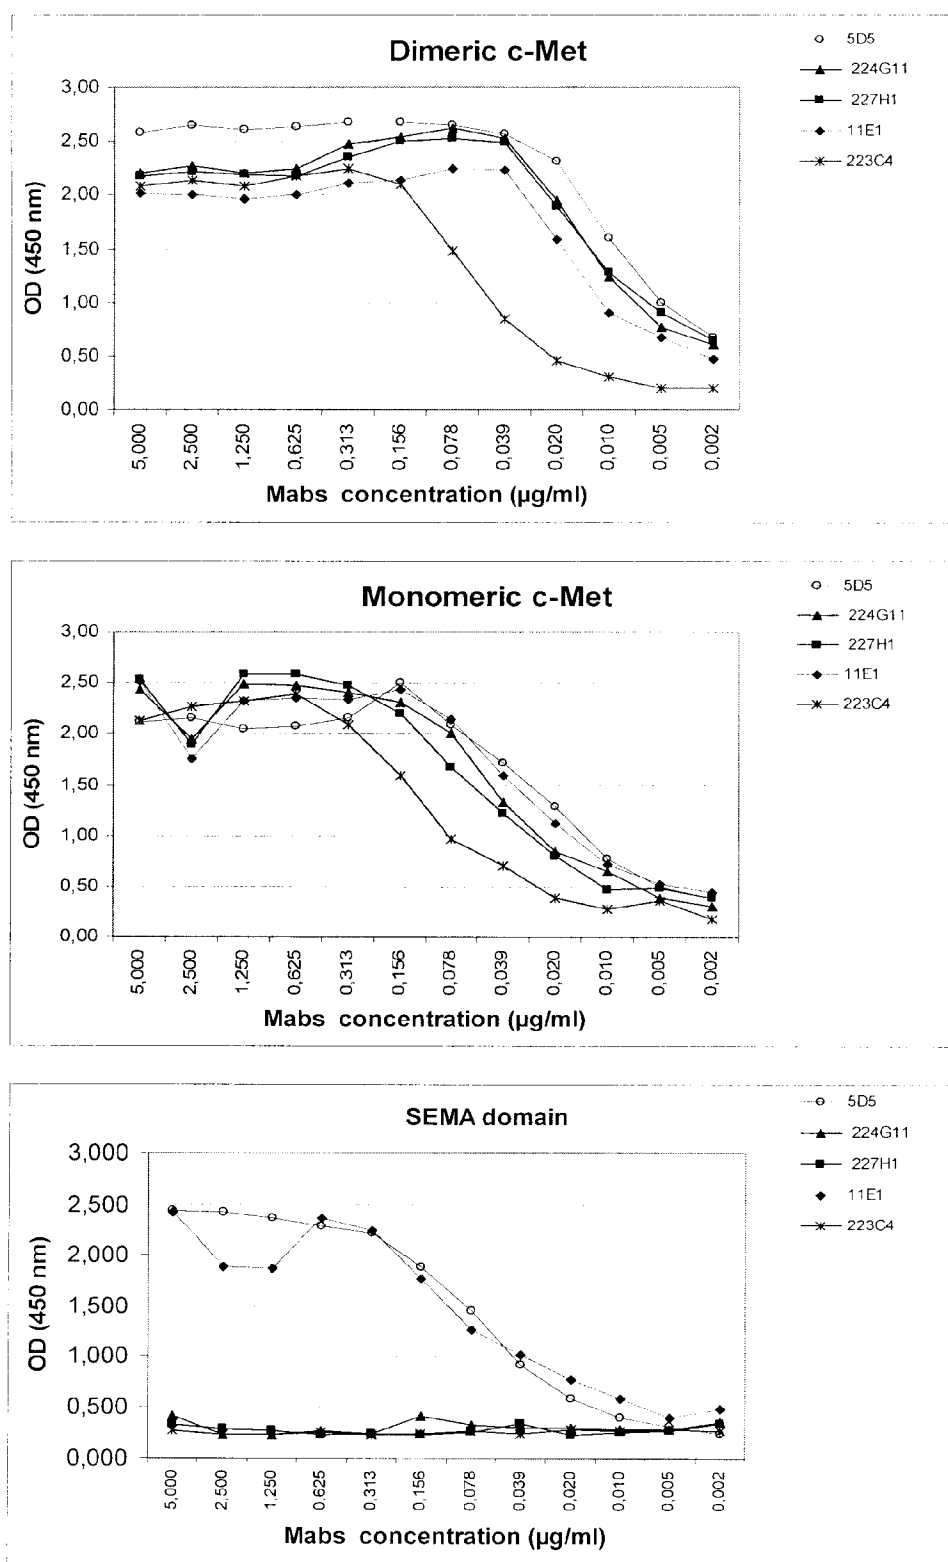 Dimeric c-Met
5D5
224G11
227H1
11E1
223C4
3,00
2,50
2,00
1,50
1,00
0,50
0,00
OD (450 nm)
5,000 2,500 1,250 0,625 0,313 0,156 0,078 0,039 0,020 0,010 0,005 0,002
Mabs concentration (µg/ml)
Monomeric c-Met
5D5
224G11
227H1
11E1
223C4
3,00
2,50
2,00
1,50
1,00
0,50
0,00
OD (450 nm)
5,000 2,500 1,250 0,625 0,313 0,156 0,078 0,039 0,020 0,010 0,005 0,002
Mabs concentration (µg/ml)
SEMA domain
5D5
224G11
227H1
11E1
223C4
3,000
2,500
2,000
1,500
1,000
0,500
0,000
OD (450 nm)
5,000 2,500 1,250 0,625 0,313 0,156 0,078 0,039 0,020 0,010 0,005 0,002
Mabs concentration (µg/ml)